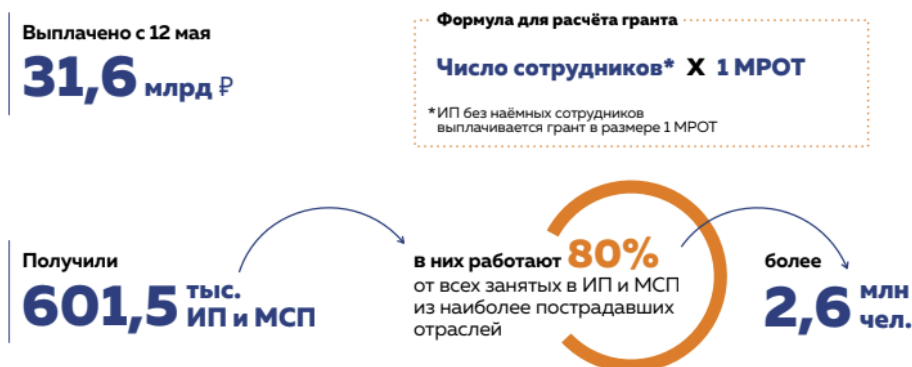 Выплачено с 12 мая
31,6 млрд ₽
Формула для расчёта гранта
Число сотрудников* X 1 МРОТ
*ИП без наёмных сотрудников
выплачивается грант в размере 1 МРОТ
Получили
601,5 тыс.
ИП и МСП
в них работают 80%
от всех занятых в ИП и МСП
из наиболее пострадавших
отраслей
более
2,6 млн
чел.